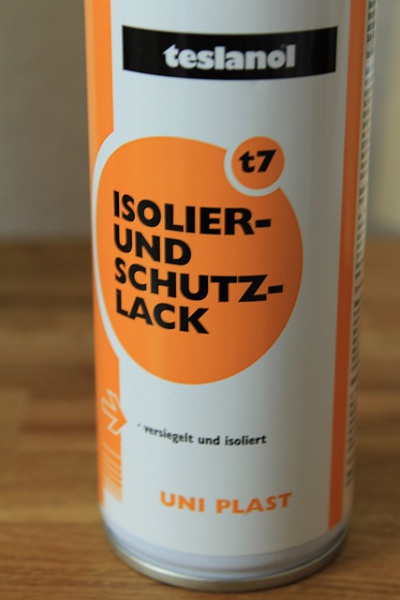 teslanol
t7
ISOLIER-
UND
SCHUTZ-
LACK
versiegelt und isoliert
UNI PLAST